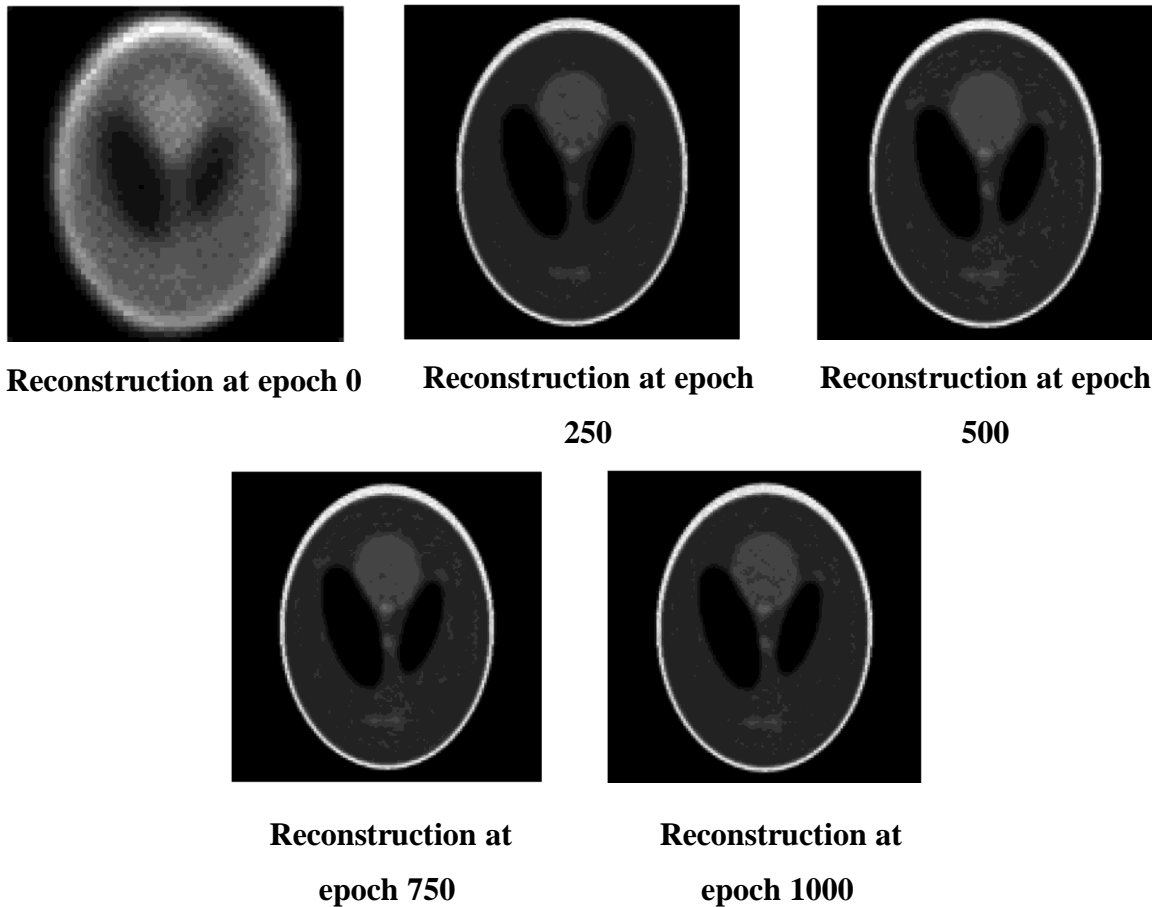 Reconstruction at epoch 0
Reconstruction at epoch
250
Reconstruction at epoch
500
Reconstruction at
epoch 750
Reconstruction at
epoch 1000